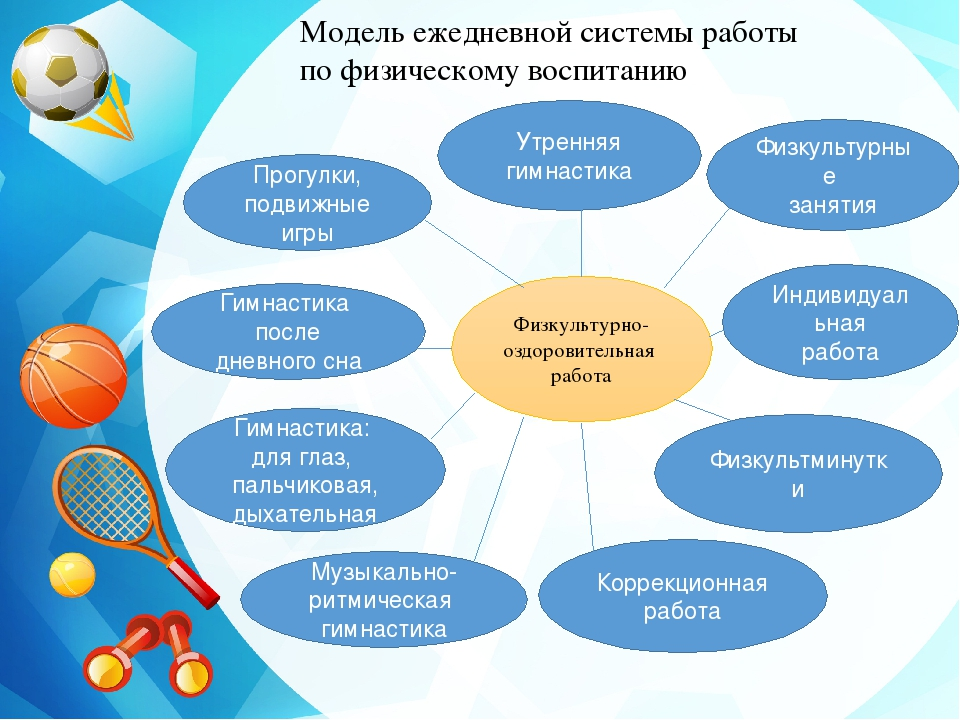 Модель ежедневной системы работы
по физическому воспитанию
Утренняя
гимнастика
Физкультурны
е
занятия
Прогулки,
подвижные
игры
Индивидуал
ьная
работа
Гимнастика
после
дневного сна
Физкультурно-
оздоровительная
работа
Гимнастика:
для глаз,
пальчиковая,
дыхательная
Физкультминутк
и
Музыкально-
ритмическая
гимнастика
Коррекционная
работа